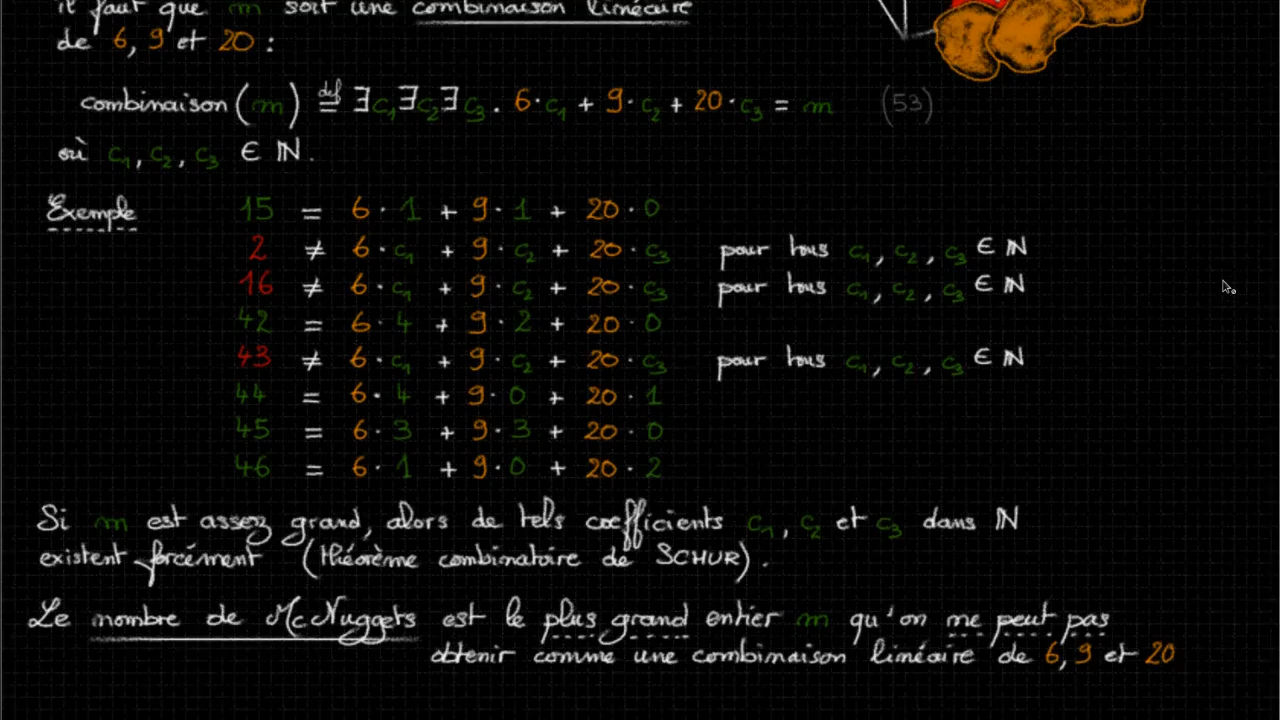 il faut que m soit une combinaison linéaire
de 6, 9 et 20 :
combinaison(m) ≝ ∃c₁∃c₂∃c₃. 6·c₁ + 9·c₂ + 20·c₃ = m (53)
où c₁, c₂, c₃ ∈ ℕ.
Exemple 15 = 6·1 + 9·1 + 20·0
2 ≠ 6·c₁ + 9·c₂ + 20·c₃ pour tous c₁, c₂, c₃ ∈ ℕ
16 ≠ 6·c₁ + 9·c₂ + 20·c₃ pour tous c₁, c₂, c₃ ∈ ℕ
42 = 6·4 + 9·2 + 20·0
43 ≠ 6·c₁ + 9·c₂ + 20·c₃ pour tous c₁, c₂, c₃ ∈ ℕ
44 = 6·4 + 9·0 + 20·1
45 = 6·3 + 9·3 + 20·0
46 = 6·1 + 9·0 + 20·2
Si m est assez grand, alors de tels coefficients c₁, c₂ et c₃ dans ℕ
existent forcément (théorème combinatoire de SCHUR).
Le nombre de McNuggets est le plus grand entier m qu'on ne peut pas
obtenir comme une combinaison linéaire de 6, 9 et 20